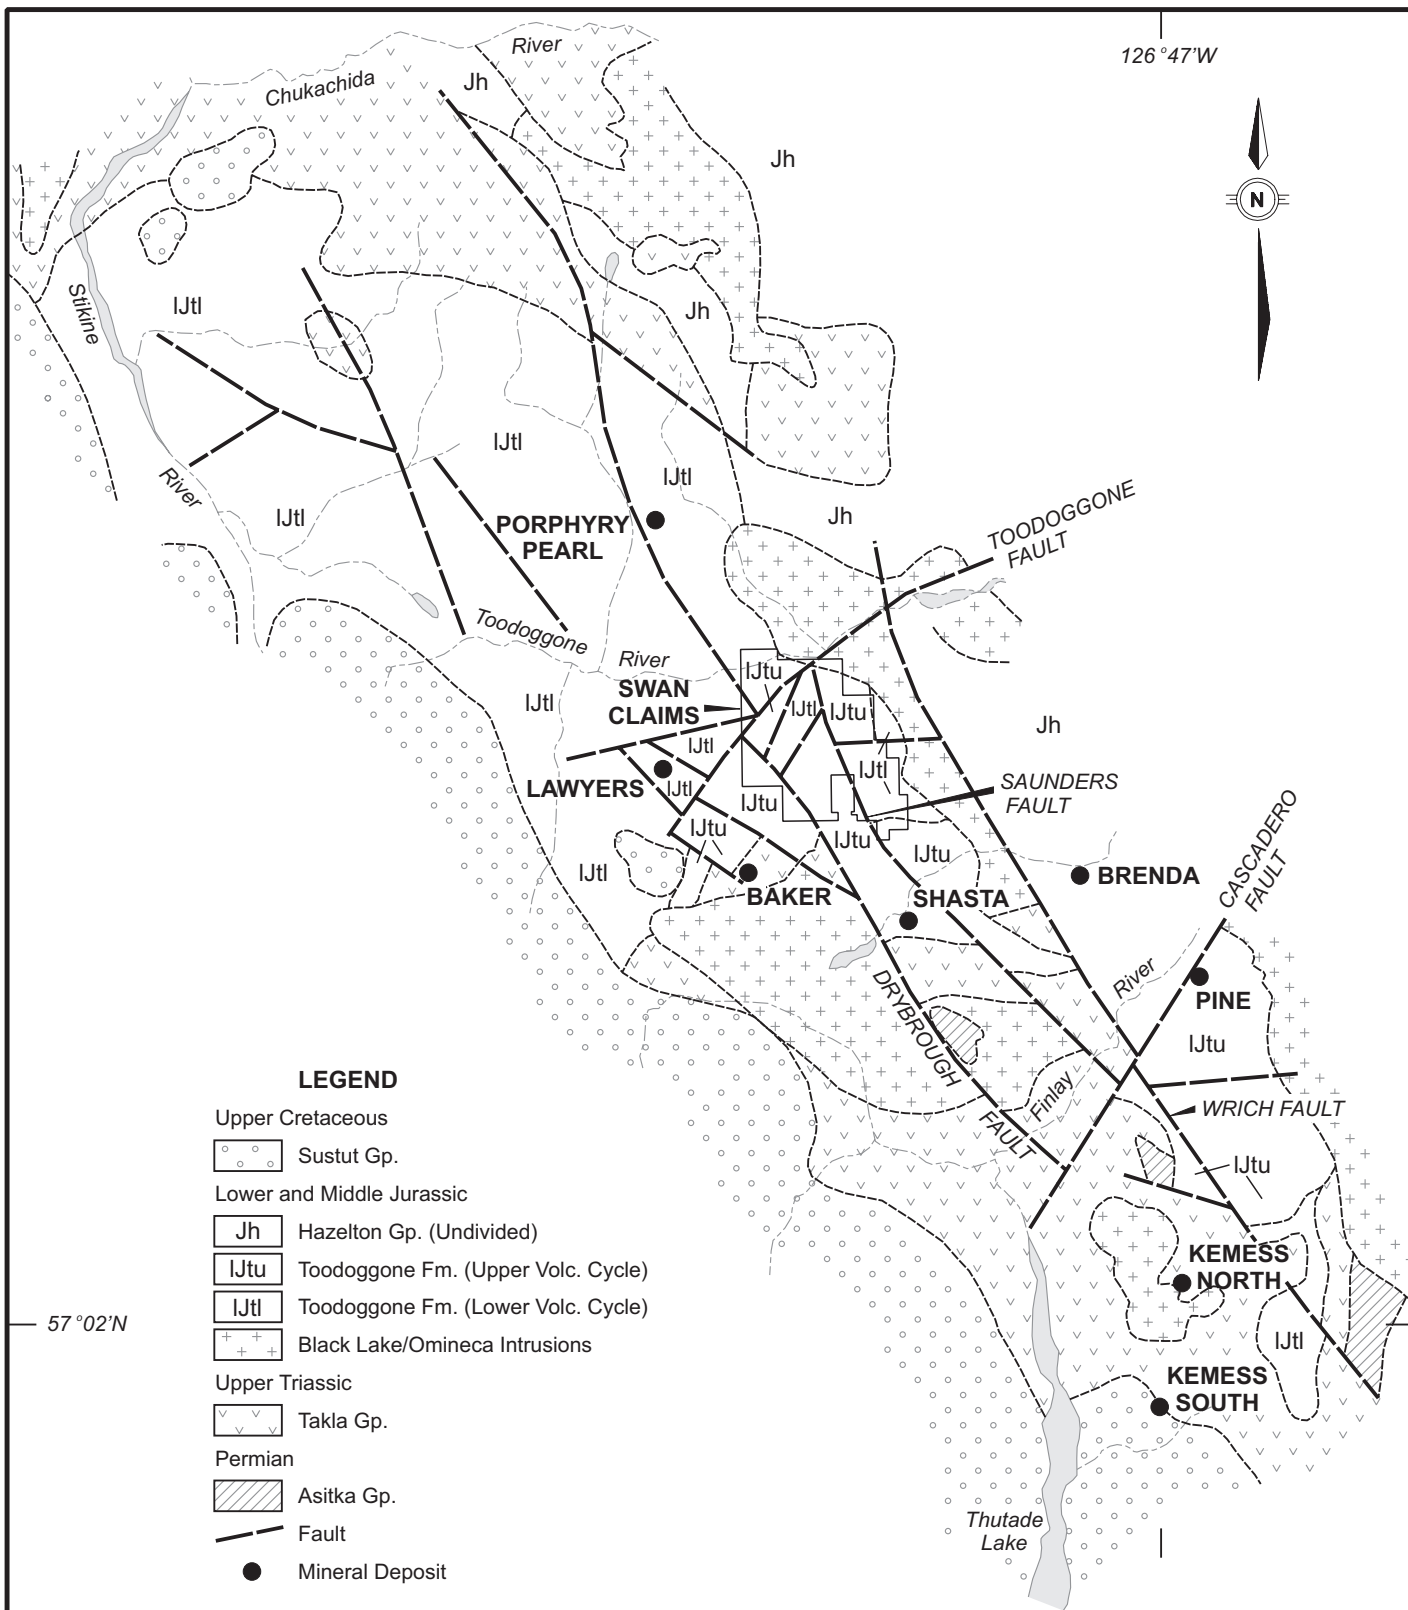 River
126°47'W
Chukachida
Jh
Jh
N
Stikine
lJtl
Jh
River
lJtl
lJtl
lJtl
Jh
TOODOGGONE
FAULT
PORPHYRY
PEARL
Toodoggone
River
lJtl
SWAN
CLAIMS
lJtu
lJtl
lJtu
Jh
lJtl
lJtl
LAWYERS
lJtl
lJtu
SAUNDERS
FAULT
lJtu
lJtu
lJtu
lJtl
BAKER
SHASTA
BRENDA
CASCADERO
FAULT
DRYBROUGH
FAULT
River
PINE
lJtu
Finlay
WRICH FAULT
lJtu
KEMESS
NORTH
lJtl
KEMESS
SOUTH
Thutade
Lake
57°02'N
LEGEND
Upper Cretaceous
Sustut Gp.
Lower and Middle Jurassic
Jh Hazelton Gp. (Undivided)
lJtu Toodoggone Fm. (Upper Volc. Cycle)
lJtl Toodoggone Fm. (Lower Volc. Cycle)
Black Lake/Omineca Intrusions
Upper Triassic
Takla Gp.
Permian
Asitka Gp.
Fault
Mineral Deposit